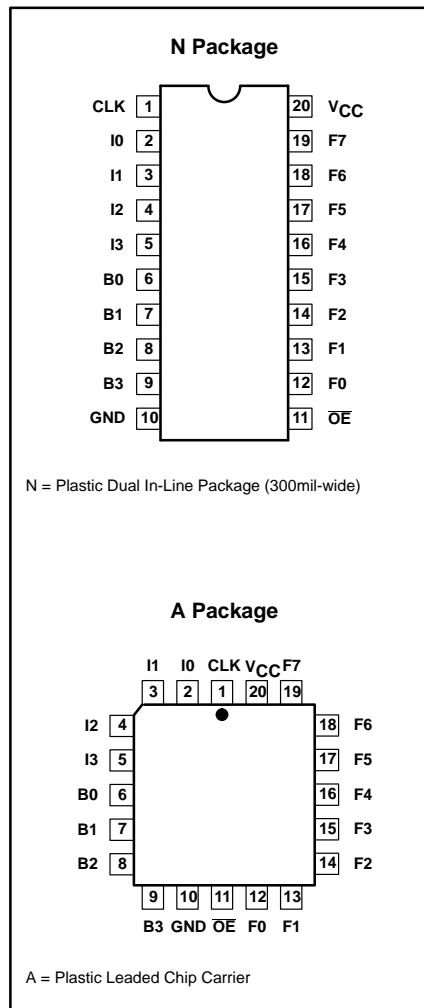 N Package
CLK 1 20 VCC
I0 2 19 F7
I1 3 18 F6
I2 4 17 F5
I3 5 16 F4
B0 6 15 F3
B1 7 14 F2
B2 8 13 F1
B3 9 12 F0
GND 10 11 O̅E̅
N = Plastic Dual In-Line Package (300mil-wide)
A Package
I1 I0 CLK VCC F7
3 2 1 20 19
I2 4 18 F6
I3 5 17 F5
B0 6 16 F4
B1 7 15 F3
B2 8 14 F2
9 10 11 12 13
B3 GND O̅E̅ F0 F1
A = Plastic Leaded Chip Carrier